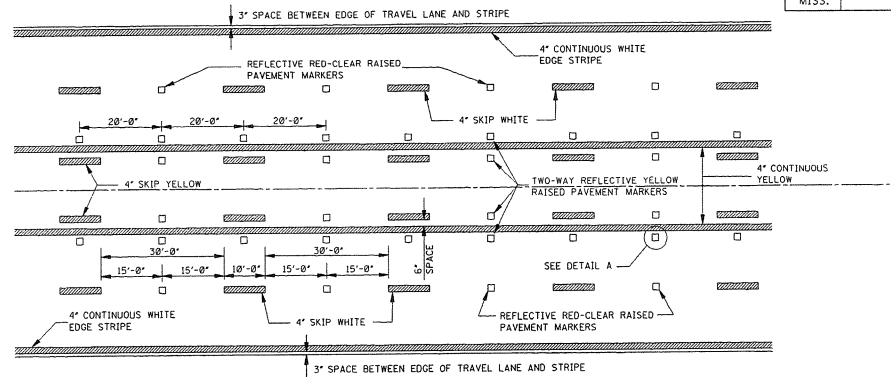 MISS.
3" SPACE BETWEEN EDGE OF TRAVEL LANE AND STRIPE
4" CONTINUOUS WHITE
EDGE STRIPE
REFLECTIVE RED-CLEAR RAISED
PAVEMENT MARKERS
4" SKIP WHITE
20'-0"
20'-0"
20'-0"
4" SKIP YELLOW
TWO-WAY REFLECTIVE YELLOW
RAISED PAVEMENT MARKERS
4" CONTINUOUS
YELLOW
30'-0"
30'-0"
15'-0"
15'-0"
10'-0"
15'-0"
15'-0"
6"
SPACE
SEE DETAIL A
4" CONTINUOUS WHITE
EDGE STRIPE
4" SKIP WHITE
REFLECTIVE RED-CLEAR RAISED
PAVEMENT MARKERS
3" SPACE BETWEEN EDGE OF TRAVEL LANE AND STRIPE